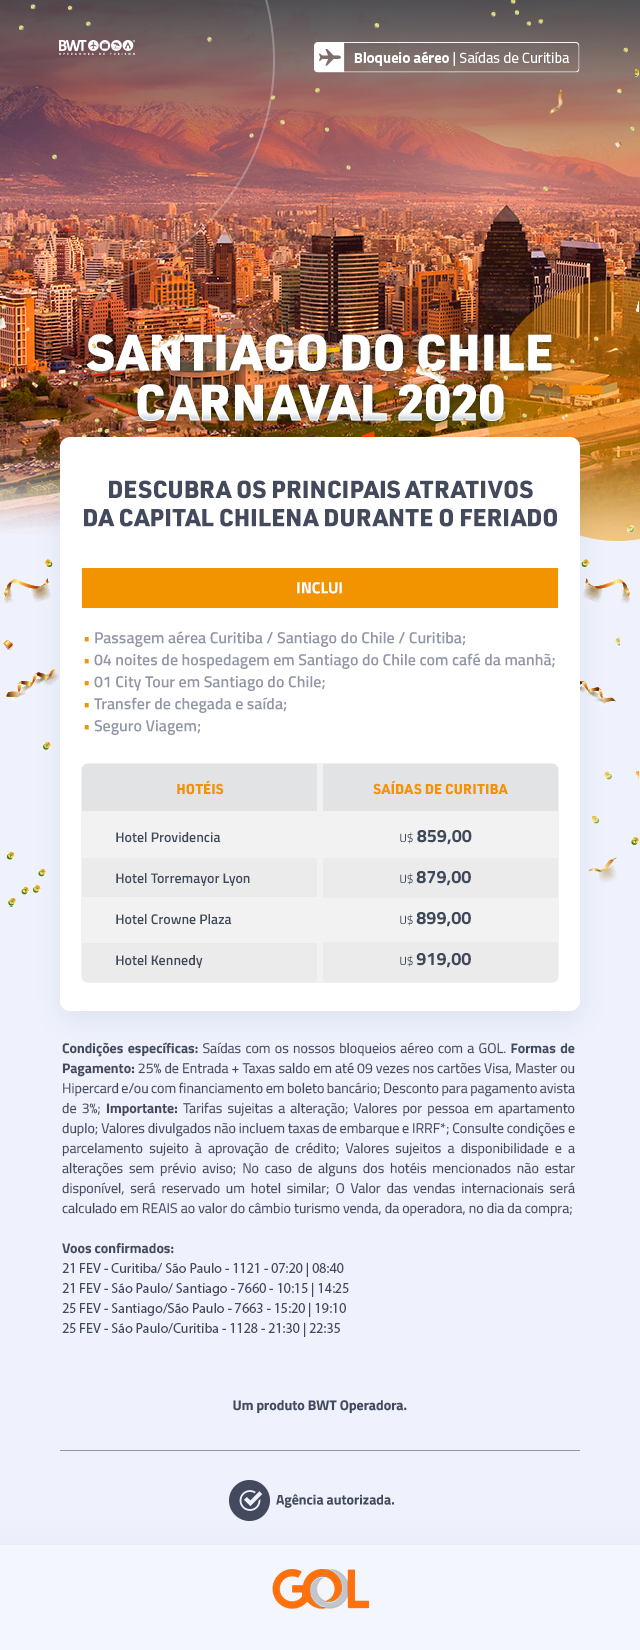 BWT
OPERADORA DE TURISMO
Bloqueio aéreo | Saídas de Curitiba
SANTIAGO DO CHILE
CARNAVAL 2020
DESCUBRA OS PRINCIPAIS ATRATIVOS
DA CAPITAL CHILENA DURANTE O FERIADO
INCLUI
▪ Passagem aérea Curitiba / Santiago do Chile / Curitiba;
▪ 04 noites de hospedagem em Santiago do Chile com café da manhã;
▪ 01 City Tour em Santiago do Chile;
▪ Transfer de chegada e saída;
▪ Seguro Viagem;
HOTÉIS SAÍDAS DE CURITIBA
Hotel Providencia U$ 859,00
Hotel Torremayor Lyon U$ 879,00
Hotel Crowne Plaza U$ 899,00
Hotel Kennedy U$ 919,00
Condições específicas: Saídas com os nossos bloqueios aéreo com a GOL. Formas de
Pagamento: 25% de Entrada + Taxas saldo em até 09 vezes nos cartões Visa, Master ou
Hipercard e/ou com financiamento em boleto bancário; Desconto para pagamento avista
de 3%; Importante: Tarifas sujeitas a alteração; Valores por pessoa em apartamento
duplo; Valores divulgados não incluem taxas de embarque e IRRF*; Consulte condições e
parcelamento sujeito à aprovação de crédito; Valores sujeitos a disponibilidade e a
alterações sem prévio aviso; No caso de alguns dos hotéis mencionados não estar
disponível, será reservado um hotel similar; O Valor das vendas internacionais será
calculado em REAIS ao valor do câmbio turismo venda, da operadora, no dia da compra;
Voos confirmados:
21 FEV - Curitiba/ São Paulo - 1121 - 07:20 | 08:40
21 FEV - São Paulo/ Santiago - 7660 - 10:15 | 14:25
25 FEV - Santiago/São Paulo - 7663 - 15:20 | 19:10
25 FEV - São Paulo/Curitiba - 1128 - 21:30 | 22:35
Um produto BWT Operadora.
Agência autorizada.
GOL